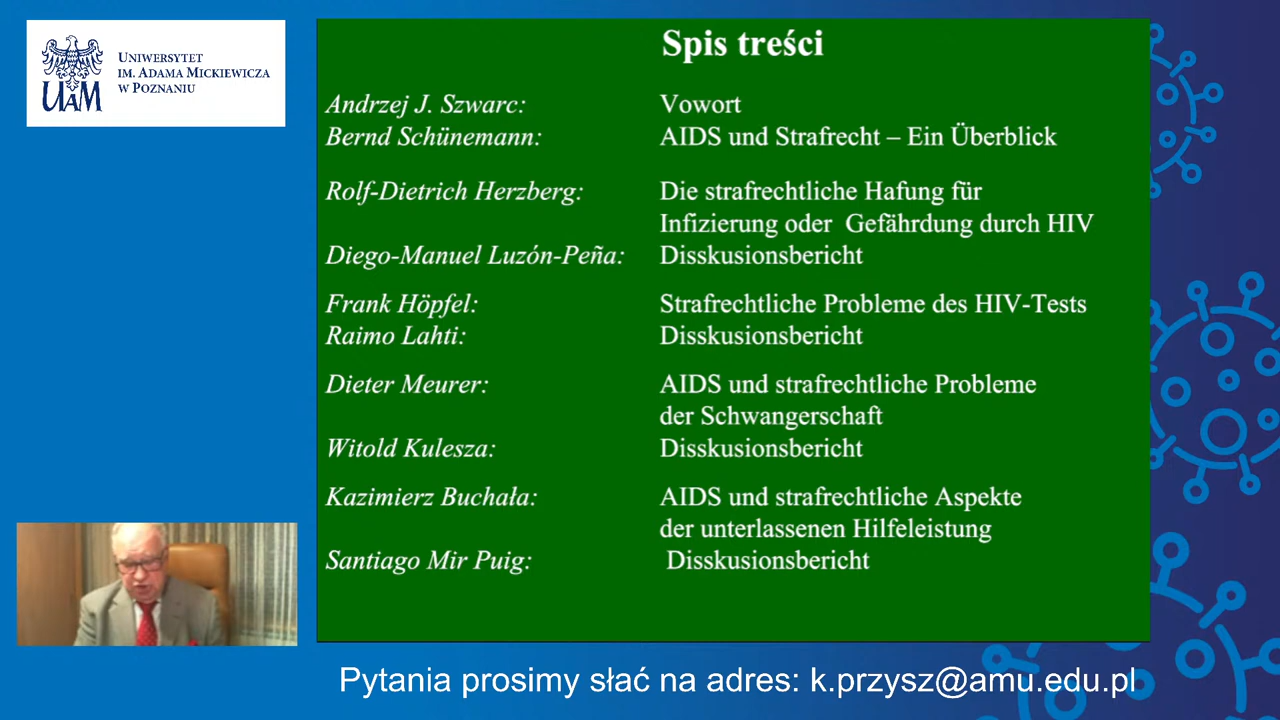 UNIWERSYTET
IM. ADAMA MICKIEWICZA
W POZNANIU
UAM
Spis treści
Andrzej J. Szwarc: Vowort
Bernd Schünemann: AIDS und Strafrecht – Ein Überblick
Rolf-Dietrich Herzberg: Die strafrechtliche Hafung für
Infizierung oder Gefährdung durch HIV
Diego-Manuel Luzón-Peña: Disskusionsbericht
Frank Höpfel: Strafrechtliche Probleme des HIV-Tests
Raimo Lahti: Disskusionsbericht
Dieter Meurer: AIDS und strafrechtliche Probleme
der Schwangerschaft
Witold Kulesza: Disskusionsbericht
Kazimierz Buchała: AIDS und strafrechtliche Aspekte
der unterlassenen Hilfeleistung
Santiago Mir Puig: Disskusionsbericht
Pytania prosimy słać na adres: k.przysz@amu.edu.pl